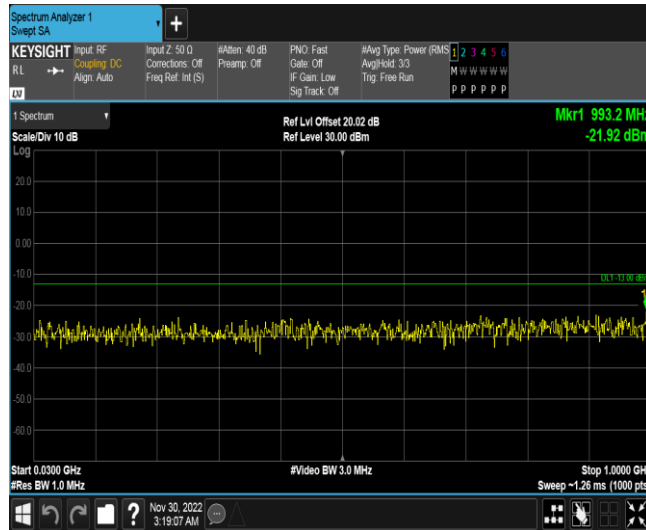 Spectrum Analyzer 1
Swept SA
+
KEYSIGHT Input: RF Input Z: 50 Ω #Atten: 40 dB PNO: Fast #Avg Type: Power (RMS 1 2 3 4 5 6
RL Coupling: DC Corrections: Off Preamp: Off Gate: Off Avg|Hold: 3/3 M W W W W W
Align: Auto Freq Ref: Int (S) IF Gain: Low Trig: Free Run
Sig Track: Off P P P P P P
LXI
1 Spectrum Ref Lvl Offset 20.02 dB Mkr1 993.2 MHz
Scale/Div 10 dB Ref Level 30.00 dBm -21.92 dBm
Log
20.0
10.0
0.00
-10.0
DL1 -13.00 dBm
1
-20.0
-30.0
-40.0
-50.0
-60.0
Start 0.0300 GHz #Video BW 3.0 MHz Stop 1.0000 GH
#Res BW 1.0 MHz Sweep ~1.26 ms (1000 pts
? Nov 30, 2022
3:19:07 AM